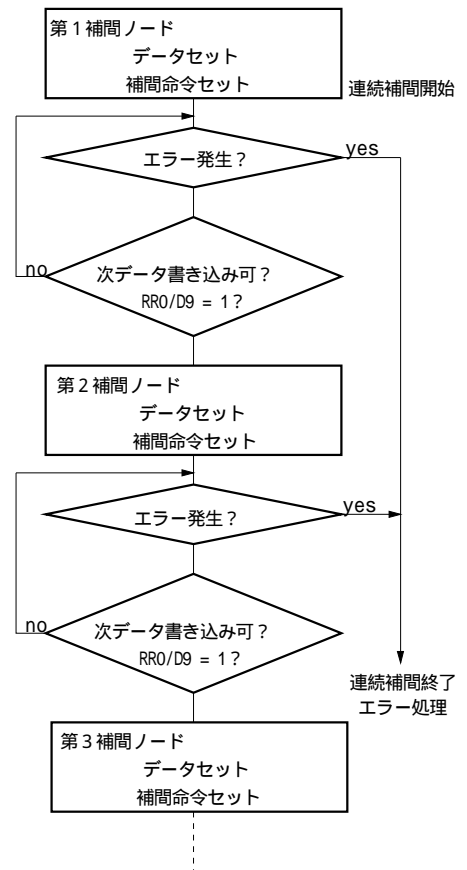 第1補間ノード
データセット
補間命令セット
連続補間開始
エラー発生？
yes
次データ書き込み可？
no
RR0/D9 = 1？
第2補間ノード
データセット
補間命令セット
エラー発生？
yes
次データ書き込み可？
no
RR0/D9 = 1？
連続補間終了
エラー処理
第3補間ノード
データセット
補間命令セット